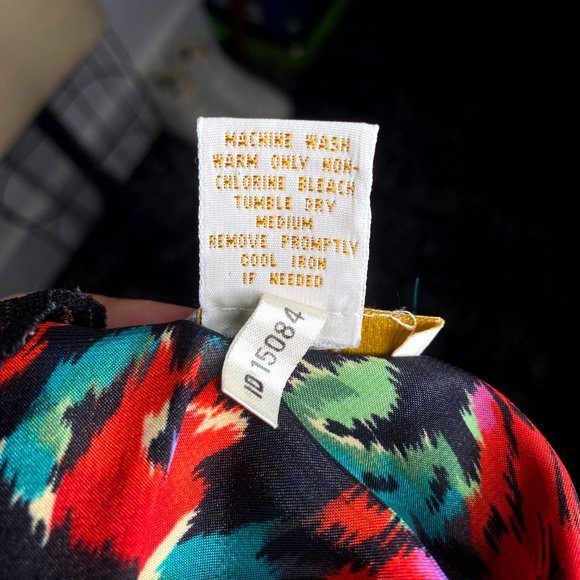 MACHINE WASH
WARM ONLY NON-
CHLORINE BLEACH
TUMBLE DRY
MEDIUM
REMOVE PROMPTLY
COOL IRON
IF NEEDED
ID15084